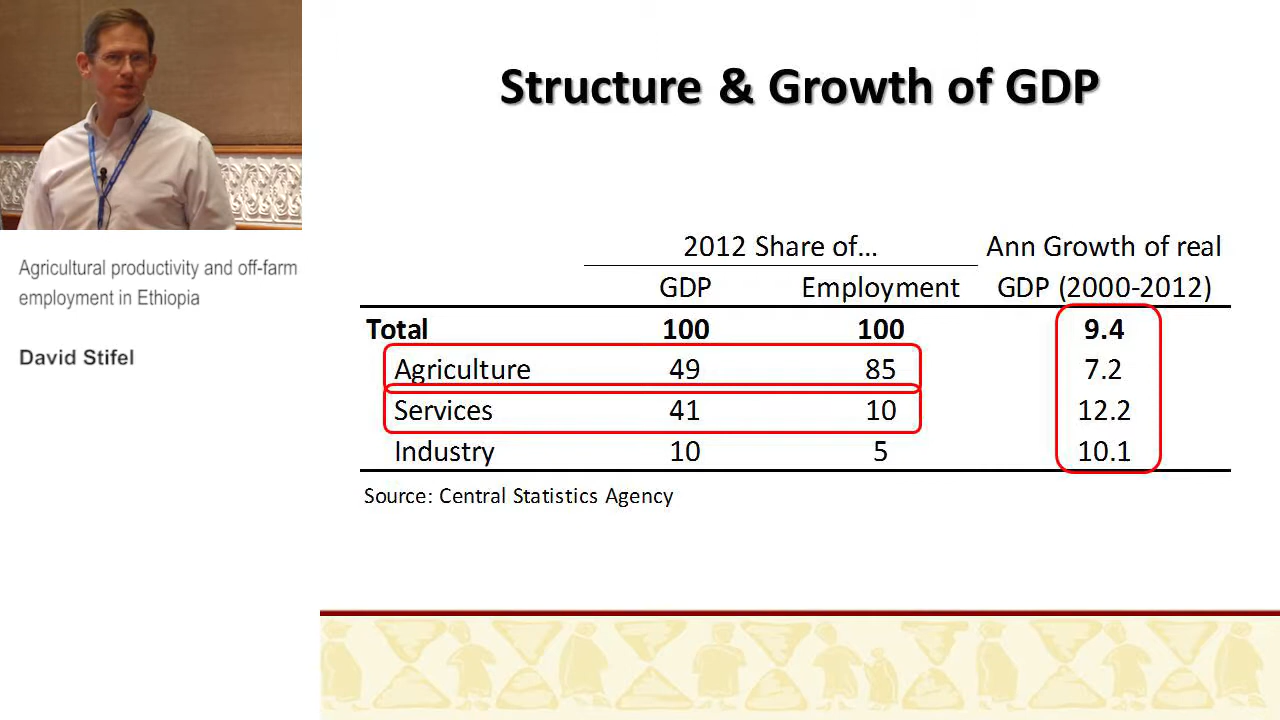 Structure & Growth of GDP
Agricultural productivity and off-farm
employment in Ethiopia
David Stifel
2012 Share of... Ann Growth of real
GDP Employment GDP (2000-2012)
Total 100 100 9.4
Agriculture 49 85 7.2
Services 41 10 12.2
Industry 10 5 10.1
Source: Central Statistics Agency